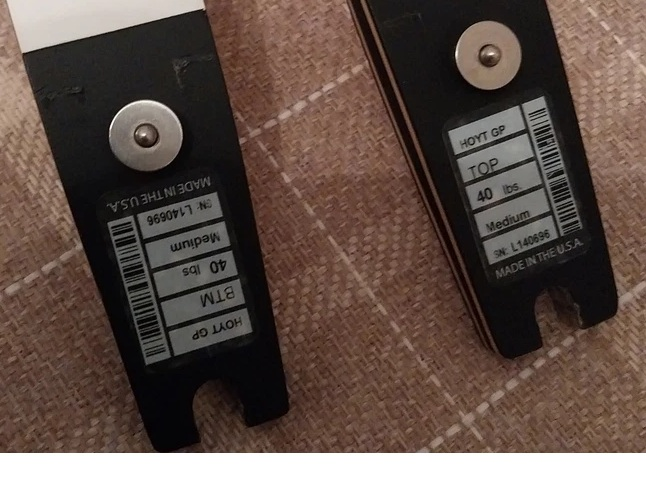 MADE IN THE U.S.A.
SN: L140696
Medium
40 lbs
BTM
HOYT GP
HOYT GP
TOP
40 lbs.
Medium
SN: L140696
MADE IN THE U.S.A.